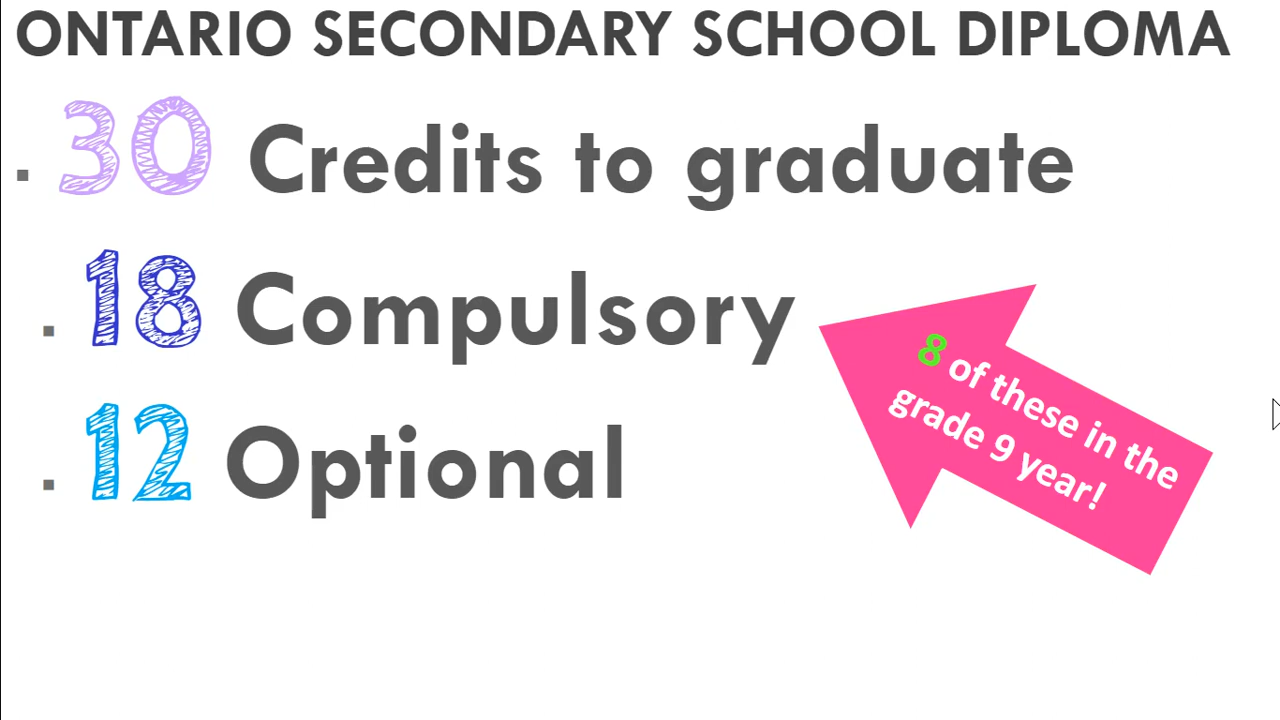 ONTARIO SECONDARY SCHOOL DIPLOMA
▪ 30 Credits to graduate
▪ 18 Compulsory
8 of these in the
grade 9 year!
▪ 12 Optional